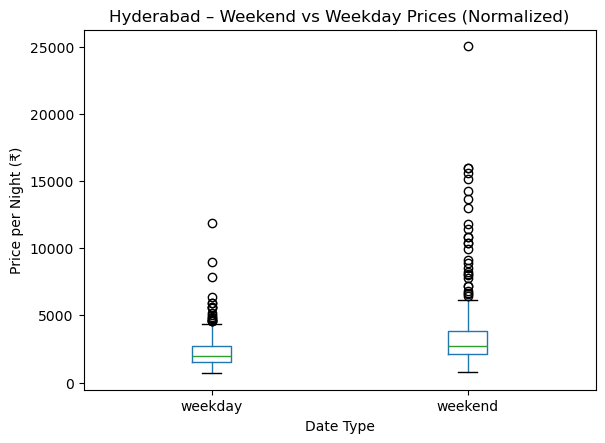 Hyderabad – Weekend vs Weekday Prices (Normalized)
25000
20000
15000
10000
5000
0
Price per Night (₹)
weekday weekend
Date Type